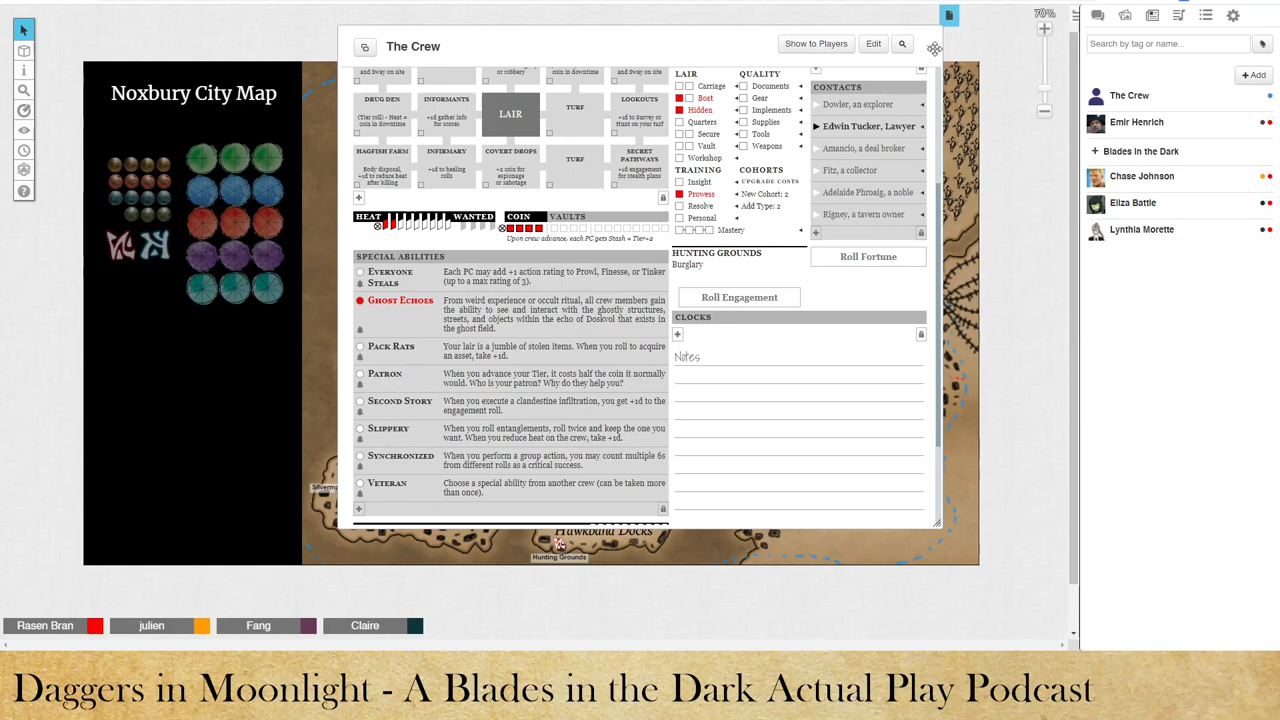 70%
The Crew
Show to Players
Edit
Search by tag or name...
+ Add
Noxbury City Map
and Sway on site
or robbery
coin in downtime
and Sway on site
DRUG DEN
(Tier roll) - Heat = coin in downtime
INFORMANTS
+1d gather info for scores
LAIR
TURF
LOOKOUTS
+1d to Survey or Hunt on your turf
HAGFISH FARM
Body disposal, +1d to reduce heat after killing
INFIRMARY
+1d to healing rolls
COVERT DROPS
+2 coin for espionage or sabotage
TURF
SECRET PATHWAYS
+1d engagement for stealth plans
HEAT
WANTED
COIN
VAULTS
Upon crew advance, each PC gets Stash = Tier+2
SPECIAL ABILITIES
EVERYONE STEALS
Each PC may add +1 action rating to Prowl, Finesse, or Tinker
(up to a max rating of 3).
GHOST ECHOES
From weird experience or occult ritual, all crew members gain
the ability to see and interact with the ghostly structures,
streets, and objects within the echo of Doskvol that exists in
the ghost field.
PACK RATS
Your lair is a jumble of stolen items. When you roll to acquire
an asset, take +1d.
PATRON
When you advance your Tier, it costs half the coin it normally
would. Who is your patron? Why do they help you?
SECOND STORY
When you execute a clandestine infiltration, you get +1d to the
engagement roll.
SLIPPERY
When you roll entanglements, roll twice and keep the one you
want. When you reduce heat on the crew, take +1d.
SYNCHRONIZED
When you perform a group action, you may count multiple 6s
from different rolls as a critical success.
VETERAN
Choose a special ability from another crew (can be taken more
than once).
LAIR
Carriage
Boat
Hidden
Quarters
Secure
Vault
Workshop
TRAINING
Insight
Prowess
Resolve
Personal
Mastery
QUALITY
Documents
Gear
Implements
Supplies
Tools
Weapons
COHORTS
UPGRADE COSTS
New Cohort: 2
Add Type: 2
HUNTING GROUNDS
Burglary
Roll Engagement
CONTACTS
Dowler, an explorer
Edwin Tucker, Lawyer
Amancio, a deal broker
Fitz, a collector
Adelaide Phroaig, a noble
Rigney, a tavern owner
Roll Fortune
CLOCKS
Notes
Hawkband Docks
Hunting Grounds
The Crew
Emir Henrich
+ Blades in the Dark
Chase Johnson
Eliza Battle
Lynthia Morette
Rasen Bran
julien
Fang
Claire
Daggers in Moonlight - A Blades in the Dark Actual Play Podcast